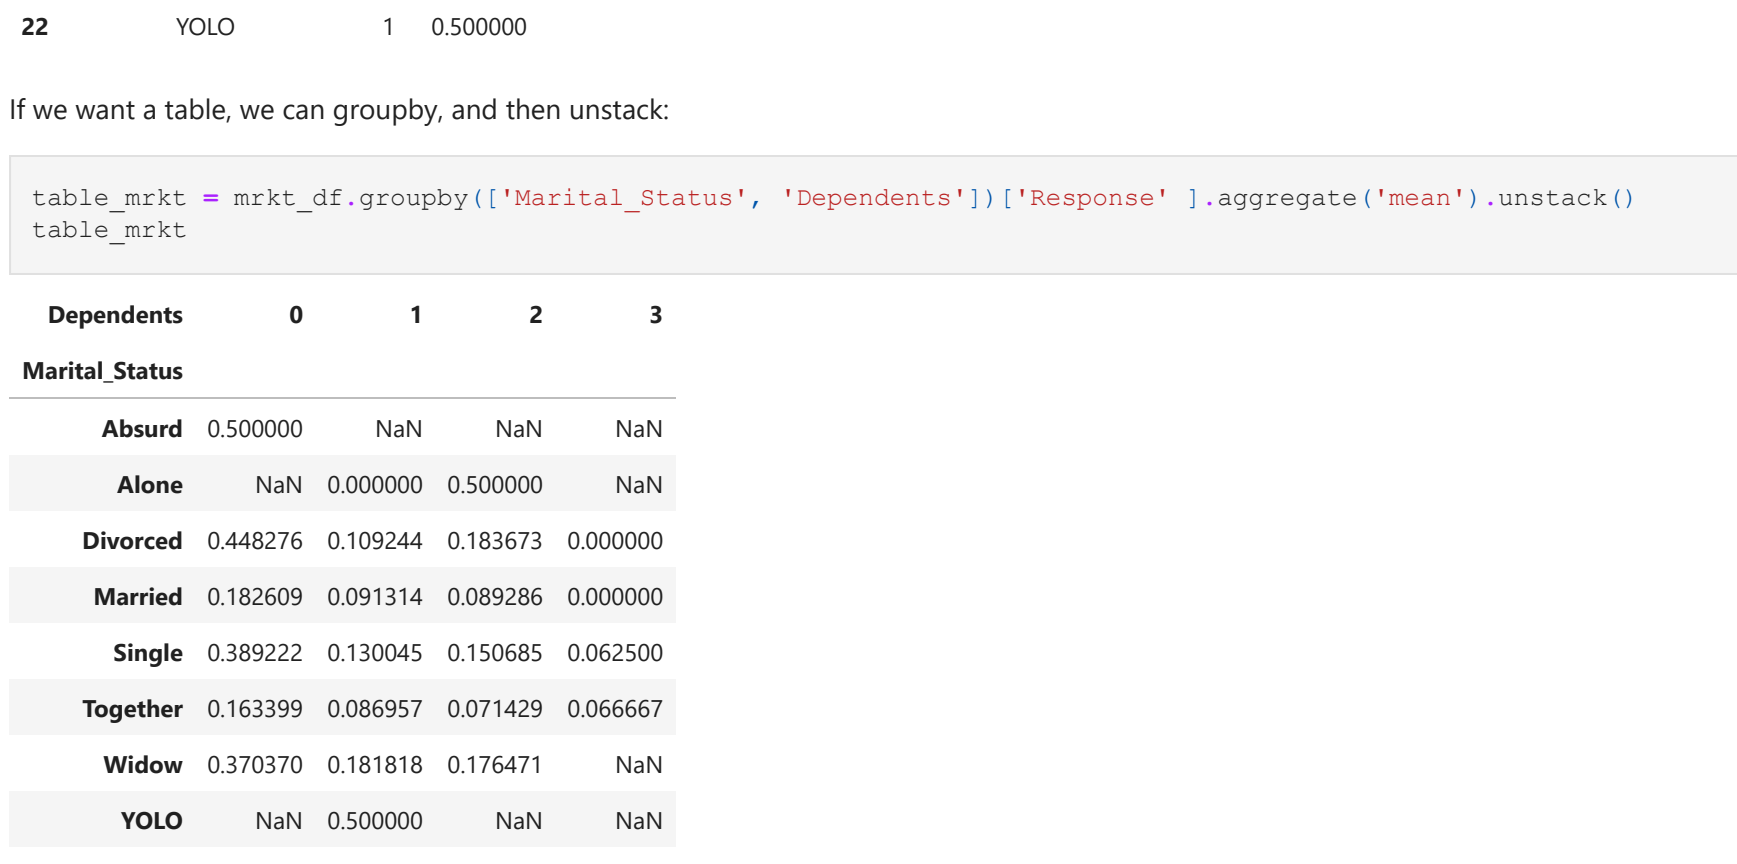 22 YOLO 1 0.500000
If we want a table, we can groupby, and then unstack:
table_mrkt = mrkt_df.groupby(['Marital_Status', 'Dependents'])['Response' ].aggregate('mean').unstack()
table_mrkt
Dependents 0 1 2 3
Marital_Status
Absurd 0.500000 NaN NaN NaN
Alone NaN 0.000000 0.500000 NaN
Divorced 0.448276 0.109244 0.183673 0.000000
Married 0.182609 0.091314 0.089286 0.000000
Single 0.389222 0.130045 0.150685 0.062500
Together 0.163399 0.086957 0.071429 0.066667
Widow 0.370370 0.181818 0.176471 NaN
YOLO NaN 0.500000 NaN NaN